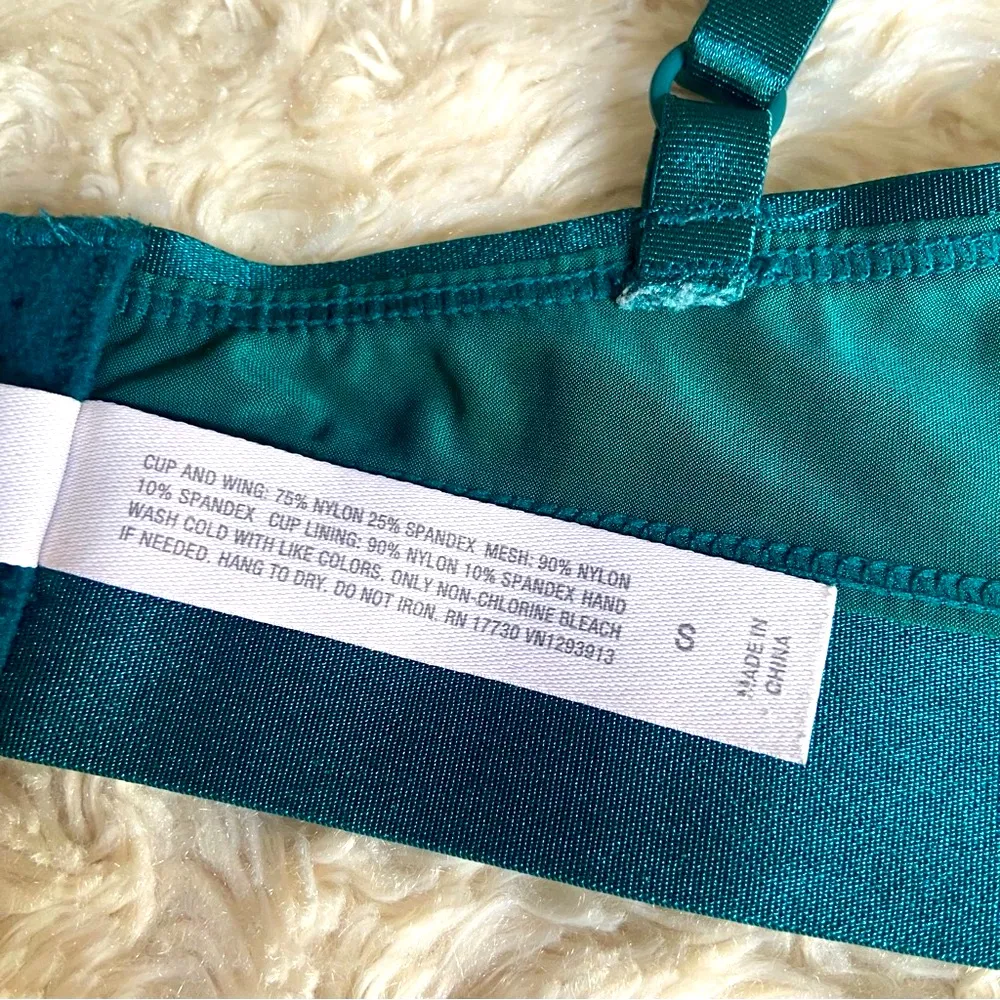 CUP AND WING: 75% NYLON 25% SPANDEX MESH: 90% NYLON
10% SPANDEX CUP LINING: 90% NYLON 10% SPANDEX HAND
WASH COLD WITH LIKE COLORS. ONLY NON-CHLORINE BLEACH
IF NEEDED. HANG TO DRY. DO NOT IRON. RN 17730 VN1293913
S
MADE IN
CHINA